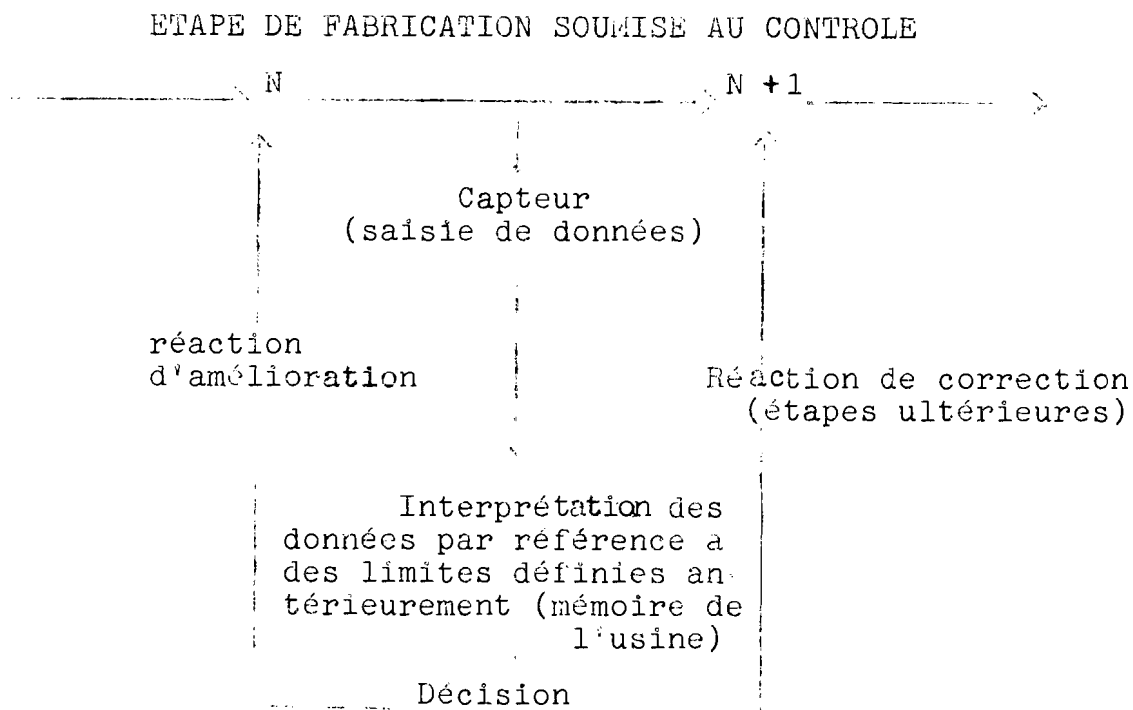 ETAPE DE FABRICATION SOUMISE AU CONTROLE
N
N + 1
Capteur
(saisie de données)
réaction
d'amélioration
Réaction de correction
(étapes ultérieures)
Interprétation des
données par référence a
des limites définies an-
térieurement (mémoire de
l'usine)
Décision